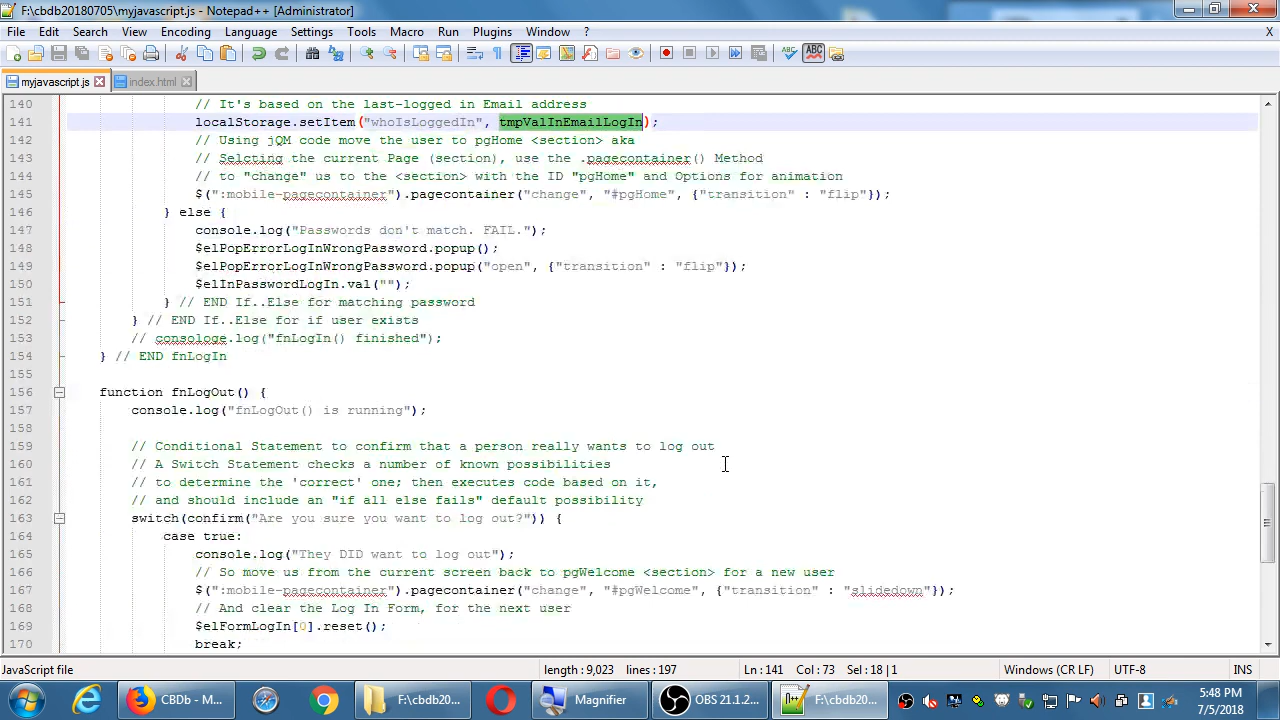 F:\cbdb20180705\myjavascript.js - Notepad++ [Administrator]
File Edit Search View Encoding Language Settings Tools Macro Run Plugins Window ? X
myjavascript.js index.html
140 // It's based on the last-logged in Email address
141 localStorage.setItem("whoIsLoggedIn", tmpValInEmailLogIn);
142 // Using jQM code move the user to pgHome <section> aka
143 // Selcting the current Page (section), use the .pagecontainer() Method
144 // to "change" us to the <section> with the ID "pgHome" and Options for animation
145 $(":mobile-pagecontainer").pagecontainer("change", "#pgHome", {"transition" : "flip"});
146 } else {
147 console.log("Passwords don't match. FAIL.");
148 $elPopErrorLogInWrongPassword.popup();
149 $elPopErrorLogInWrongPassword.popup("open", {"transition" : "flip"});
150 $elInPasswordLogIn.val("");
151 } // END If..Else for matching password
152 } // END If..Else for if user exists
153 // consologe.log("fnLogIn() finished");
154 } // END fnLogIn
155
156 function fnLogOut() {
157 console.log("fnLogOut() is running");
158
159 // Conditional Statement to confirm that a person really wants to log out
160 // A Switch Statement checks a number of known possibilities
161 // to determine the 'correct' one; then executes code based on it,
162 // and should include an "if all else fails" default possibility
163 switch(confirm("Are you sure you want to log out?")) {
164 case true:
165 console.log("They DID want to log out");
166 // So move us from the current screen back to pgWelcome <section> for a new user
167 $(":mobile-pagecontainer").pagecontainer("change", "#pgWelcome", {"transition" : "slidedown"});
168 // And clear the Log In Form, for the next user
169 $elFormLogIn[0].reset();
170 break;
JavaScript file length : 9,023 lines : 197 Ln : 141 Col : 73 Sel : 18 | 1 Windows (CR LF) UTF-8 INS
CBDb - M... F:\cbdb20... Magnifier OBS 21.1.2... F:\cbdb20... 5:48 PM
7/5/2018